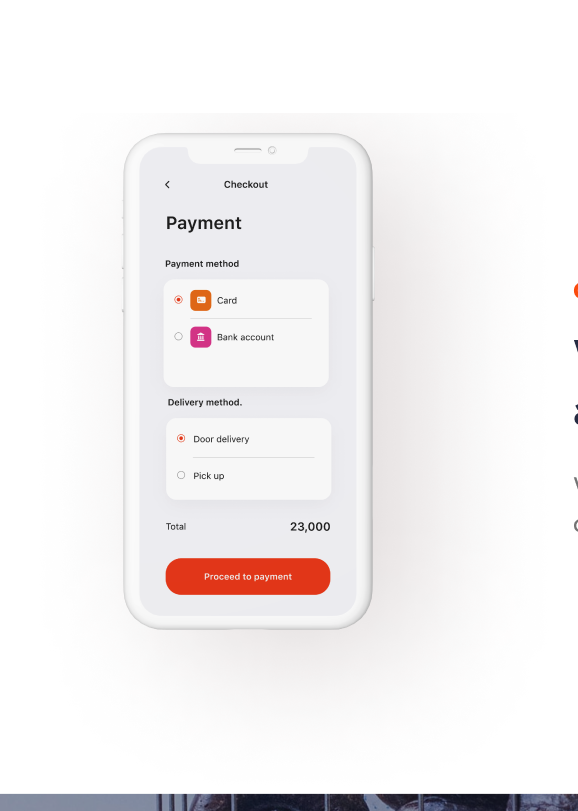 Checkout
Payment
Payment method
Card
Bank account
Delivery method.
Door delivery
Pick up
Total 23,000
Proceed to payment